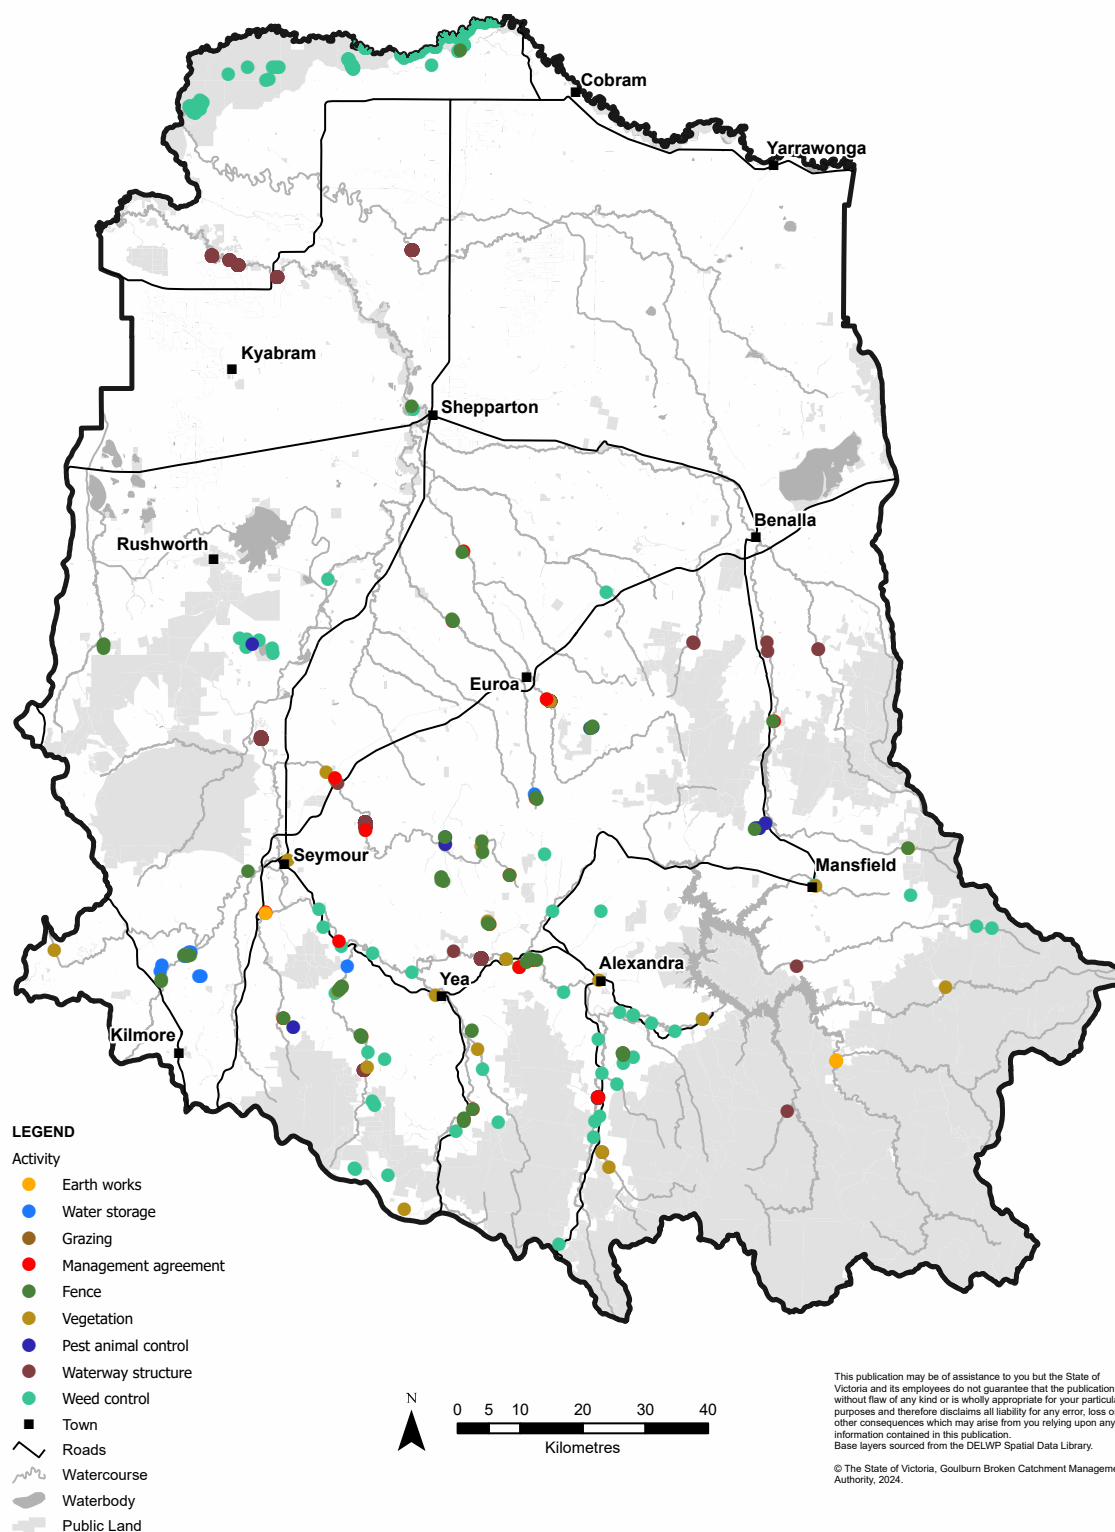 Cobram
Yarrawonga
Kyabram
Shepparton
Benalla
Rushworth
Euroa
Seymour
Mansfield
Alexandra
Yea
Kilmore
LEGEND
Activity
Earth works
Water storage
Grazing
Management agreement
Fence
Vegetation
Pest animal control
Waterway structure
Weed control
Town
Roads
Watercourse
Waterbody
Public Land
N
0 5 10 20 30 40
Kilometres
This publication may be of assistance to you but the State of
Victoria and its employees do not guarantee that the publication
without flaw of any kind or is wholly appropriate for your particula
purposes and therefore disclaims all liability for any error, loss o
other consequences which may arise from you relying upon any
information contained in this publication.
Base layers sourced from the DELWP Spatial Data Library.
© The State of Victoria, Goulburn Broken Catchment Manageme
Authority, 2024.